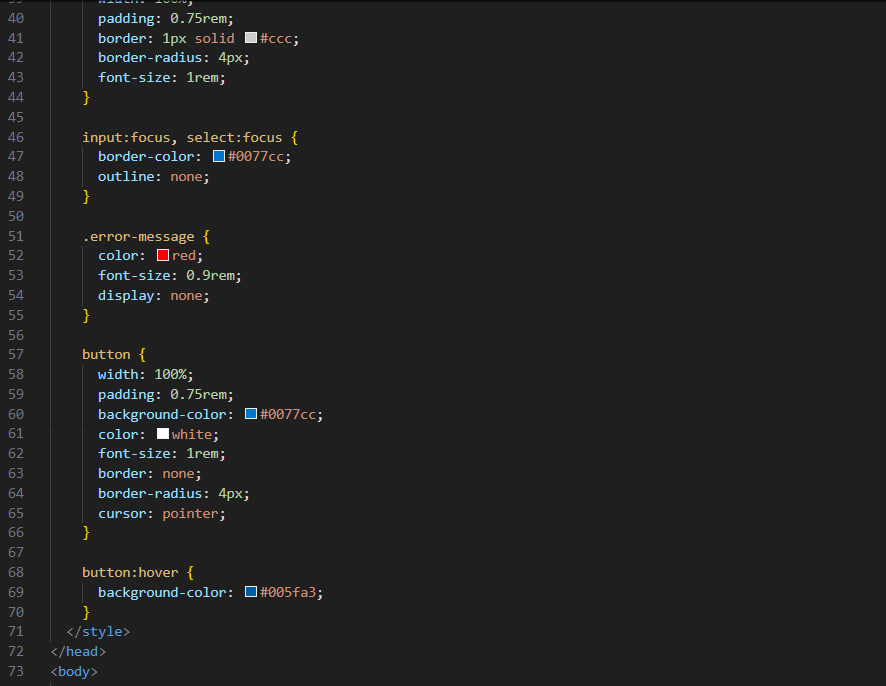 39 width: 100%;
40 padding: 0.75rem;
41 border: 1px solid #ccc;
42 border-radius: 4px;
43 font-size: 1rem;
44 }
45
46 input:focus, select:focus {
47 border-color: #0077cc;
48 outline: none;
49 }
50
51 .error-message {
52 color: red;
53 font-size: 0.9rem;
54 display: none;
55 }
56
57 button {
58 width: 100%;
59 padding: 0.75rem;
60 background-color: #0077cc;
61 color: white;
62 font-size: 1rem;
63 border: none;
64 border-radius: 4px;
65 cursor: pointer;
66 }
67
68 button:hover {
69 background-color: #005fa3;
70 }
71 </style>
72 </head>
73 <body>